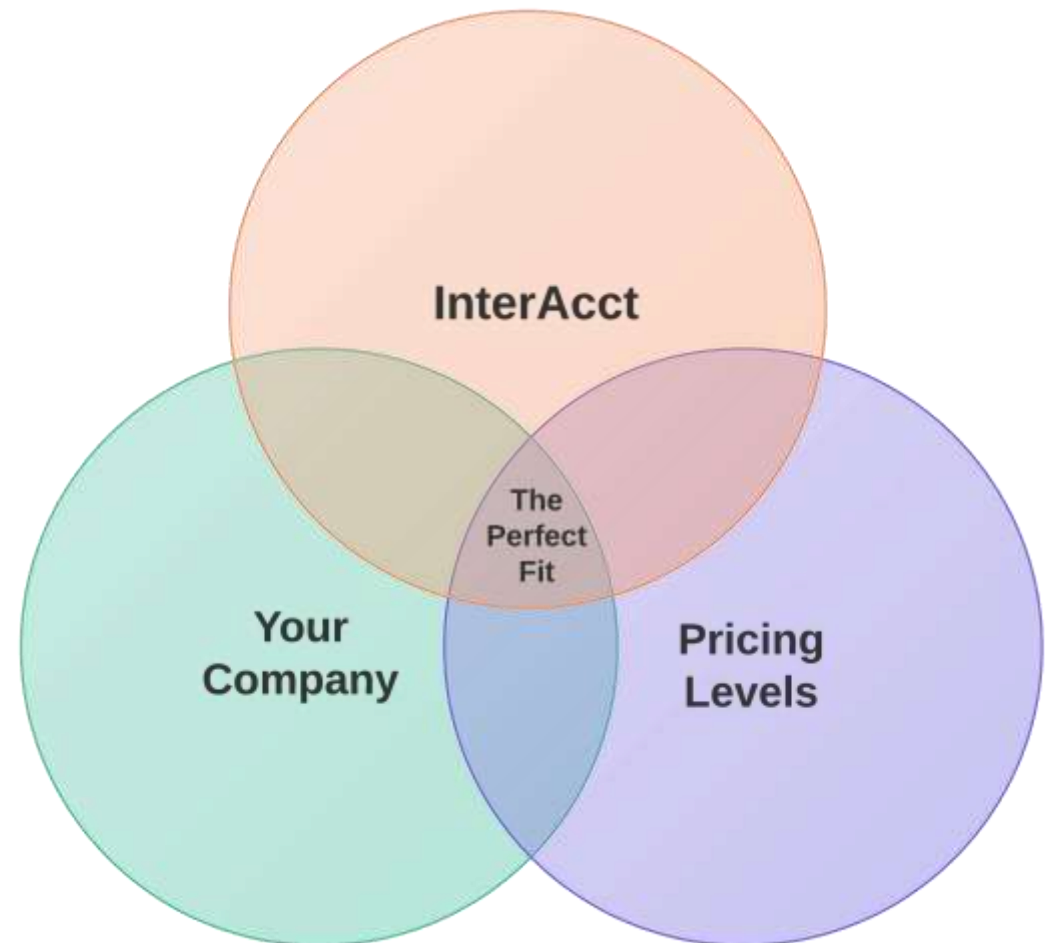 InterAcct
The
Perfect
Fit
Your
Company
Pricing
Levels